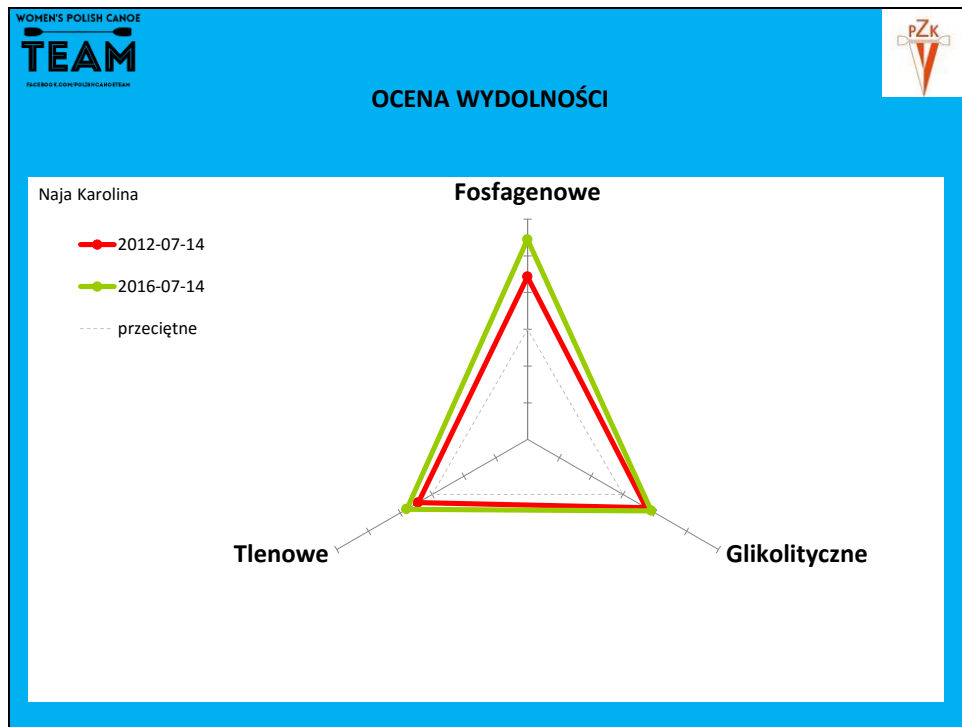 WOMEN'S POLISH CANOE
TEAM
FACEBOOK.COM/POLISHCANOETEAM
PZK
OCENA WYDOLNOŚCI
Naja Karolina
2012-07-14
2016-07-14
przeciętne
Fosfagenowe
Tlenowe
Glikolityczne